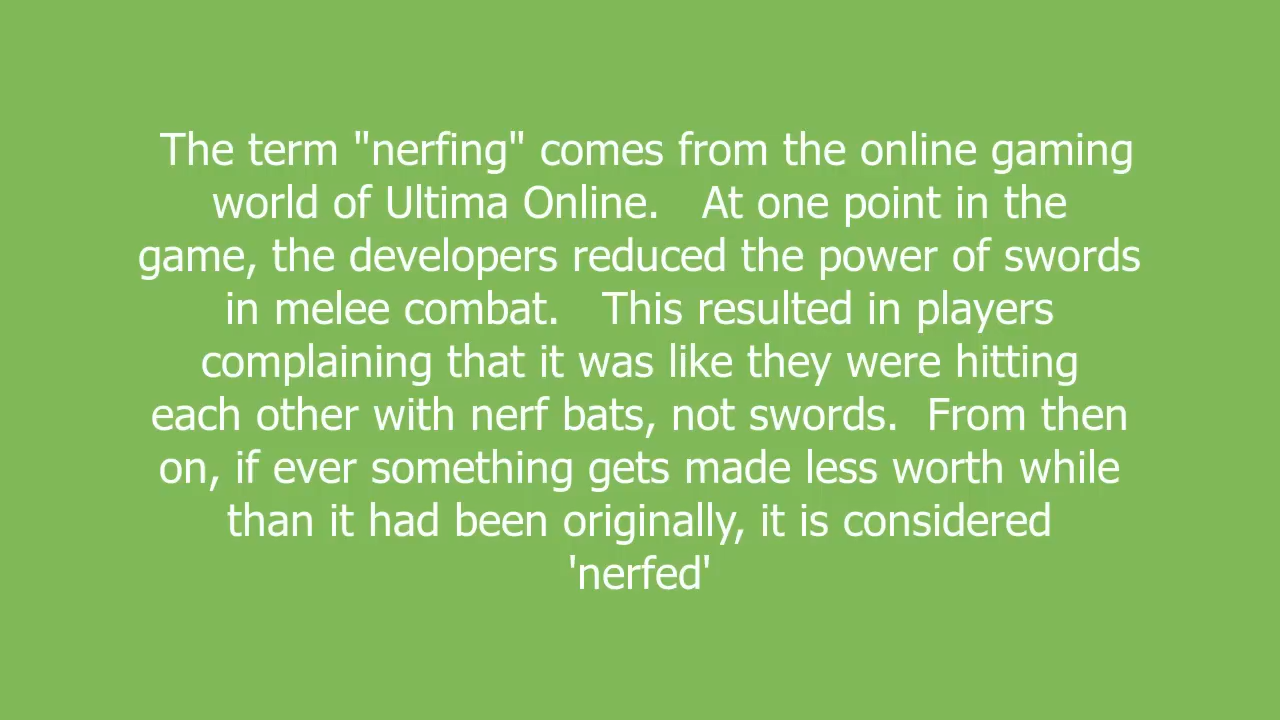 The term "nerfing" comes from the online gaming
world of Ultima Online.   At one point in the
game, the developers reduced the power of swords
in melee combat.   This resulted in players
complaining that it was like they were hitting
each other with nerf bats, not swords.  From then
on, if ever something gets made less worth while
than it had been originally, it is considered
'nerfed'